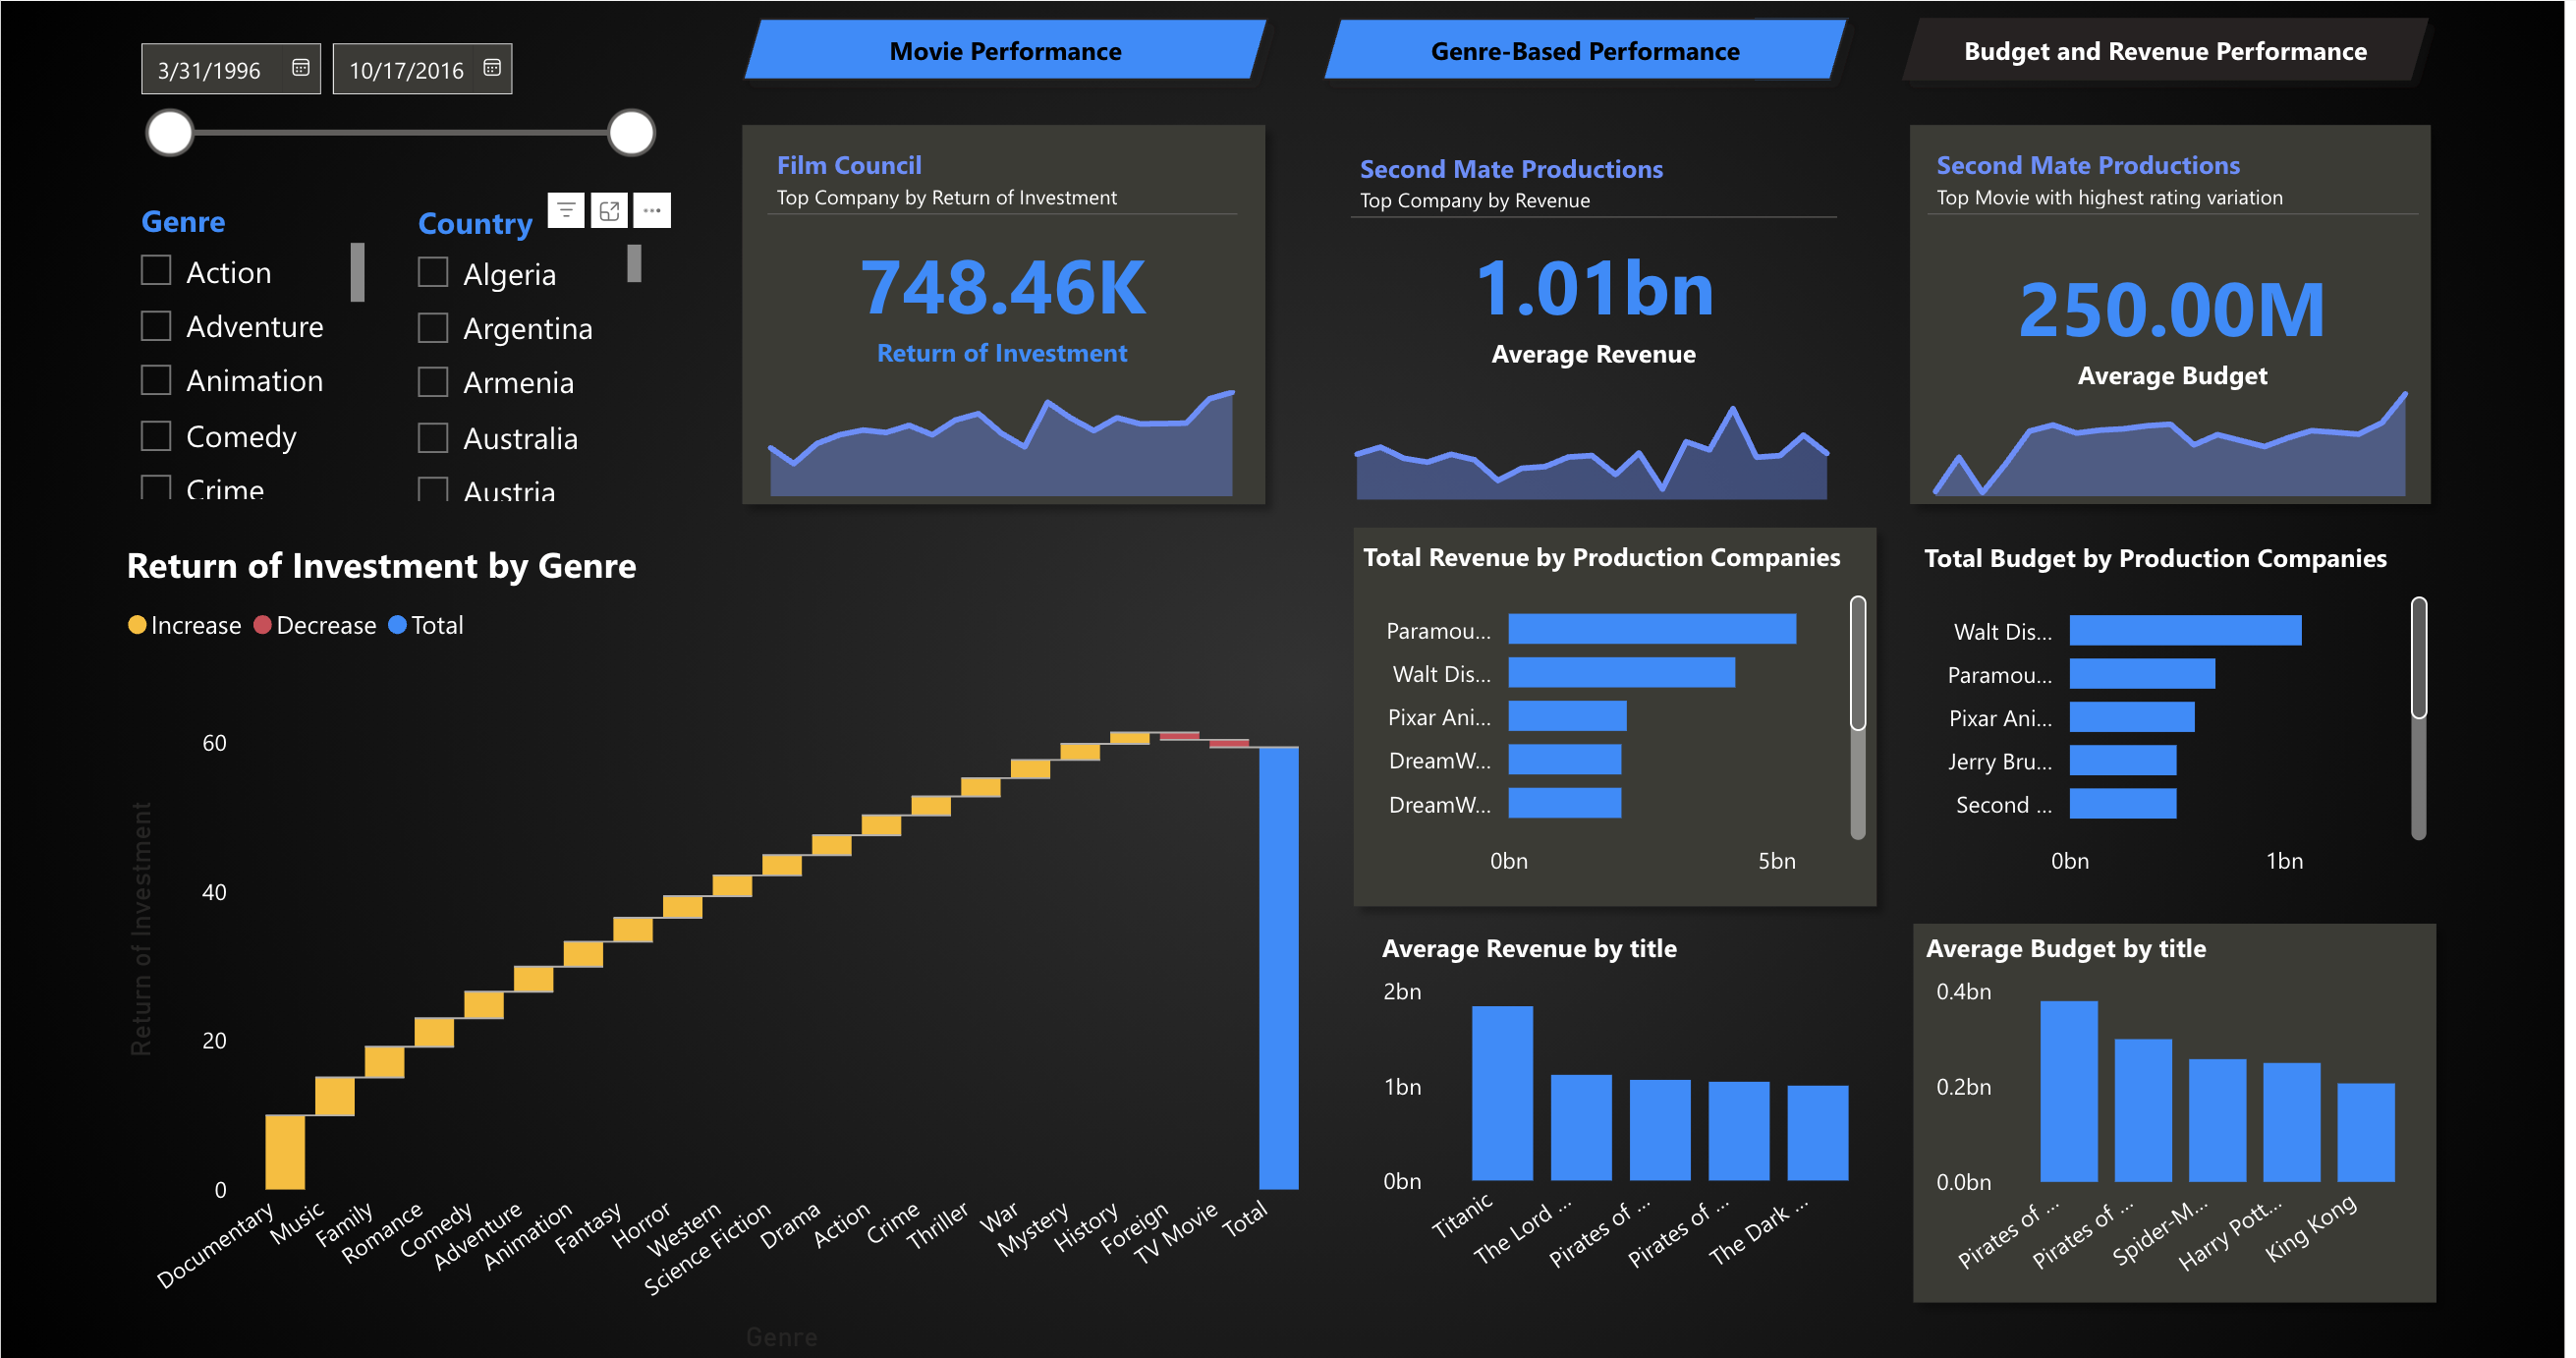 3/31/1996
10/17/2016
Movie Performance
Genre-Based Performance
Budget and Revenue Performance
Genre
Action
Adventure
Animation
Comedy
Crime
Country
Algeria
Argentina
Armenia
Australia
Austria
Film Council
Top Company by Return of Investment
748.46K
Return of Investment
Second Mate Productions
Top Company by Revenue
1.01bn
Average Revenue
Second Mate Productions
Top Movie with highest rating variation
250.00M
Average Budget
Return of Investment by Genre
Increase Decrease Total
Return of Investment
60
40
20
0
Documentary
Music
Family
Romance
Comedy
Adventure
Animation
Fantasy
Horror
Western
Science Fiction
Drama
Action
Crime
Thriller
War
Mystery
History
Foreign
TV Movie
Total
Genre
Total Revenue by Production Companies
Paramou...
Walt Dis...
Pixar Ani...
DreamW...
DreamW...
0bn 5bn
Total Budget by Production Companies
Walt Dis...
Paramou...
Pixar Ani...
Jerry Bru...
Second ...
0bn 1bn
Average Revenue by title
2bn
1bn
0bn
Titanic
The Lord ...
Pirates of ...
Pirates of ...
The Dark ...
Average Budget by title
0.4bn
0.2bn
0.0bn
Pirates of ...
Pirates of ...
Spider-M...
Harry Pott...
King Kong